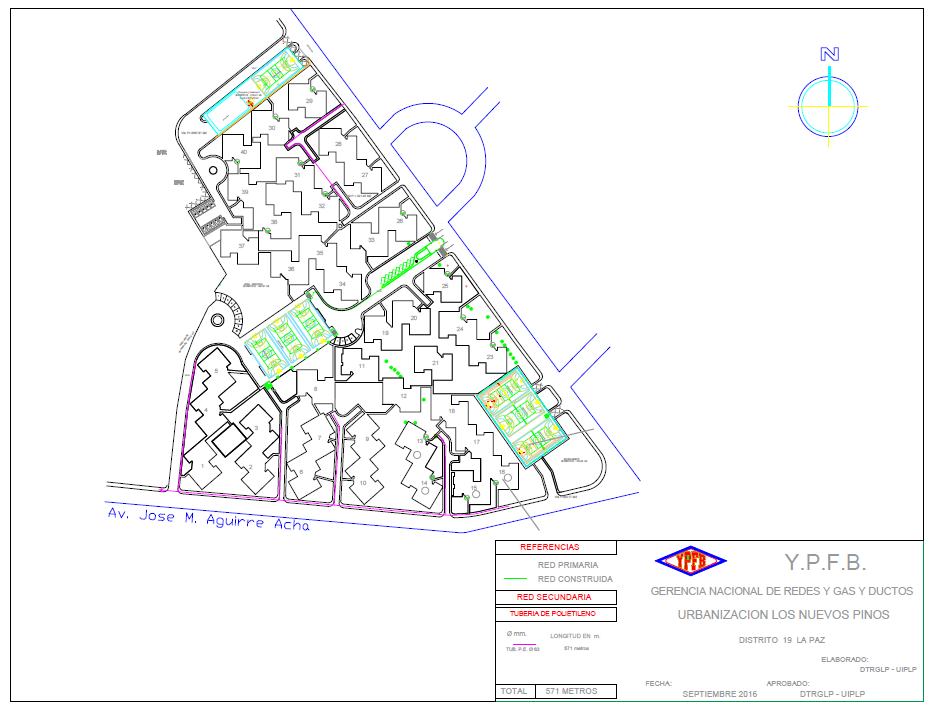 N
29
30
28
40
31
27
39
32
38
26
33
37
35
36
34
25
20
24
19
23
5
11
21
8
12
4
18
3
7
9
13
17
1
2
6
10
14
15
16
Av. Jose M. Aguirre Acha
REFERENCIAS
RED PRIMARIA
RED CONSTRUIDA
RED SECUNDARIA
TUBERIA DE POLIETILENO
Ø mm.
LONGITUD EN m.
TUB. P.E. Ø 63
571 metros
TOTAL
571 METROS
YPFB
Y.P.F.B.
GERENCIA NACIONAL DE REDES Y GAS Y DUCTOS
URBANIZACION LOS NUEVOS PINOS
DISTRITO 19 LA PAZ
ELABORADO:
DTRGLP - UIPLP
FECHA:
APROBADO:
SEPTIEMBRE 2016
DTRGLP - UIPLP